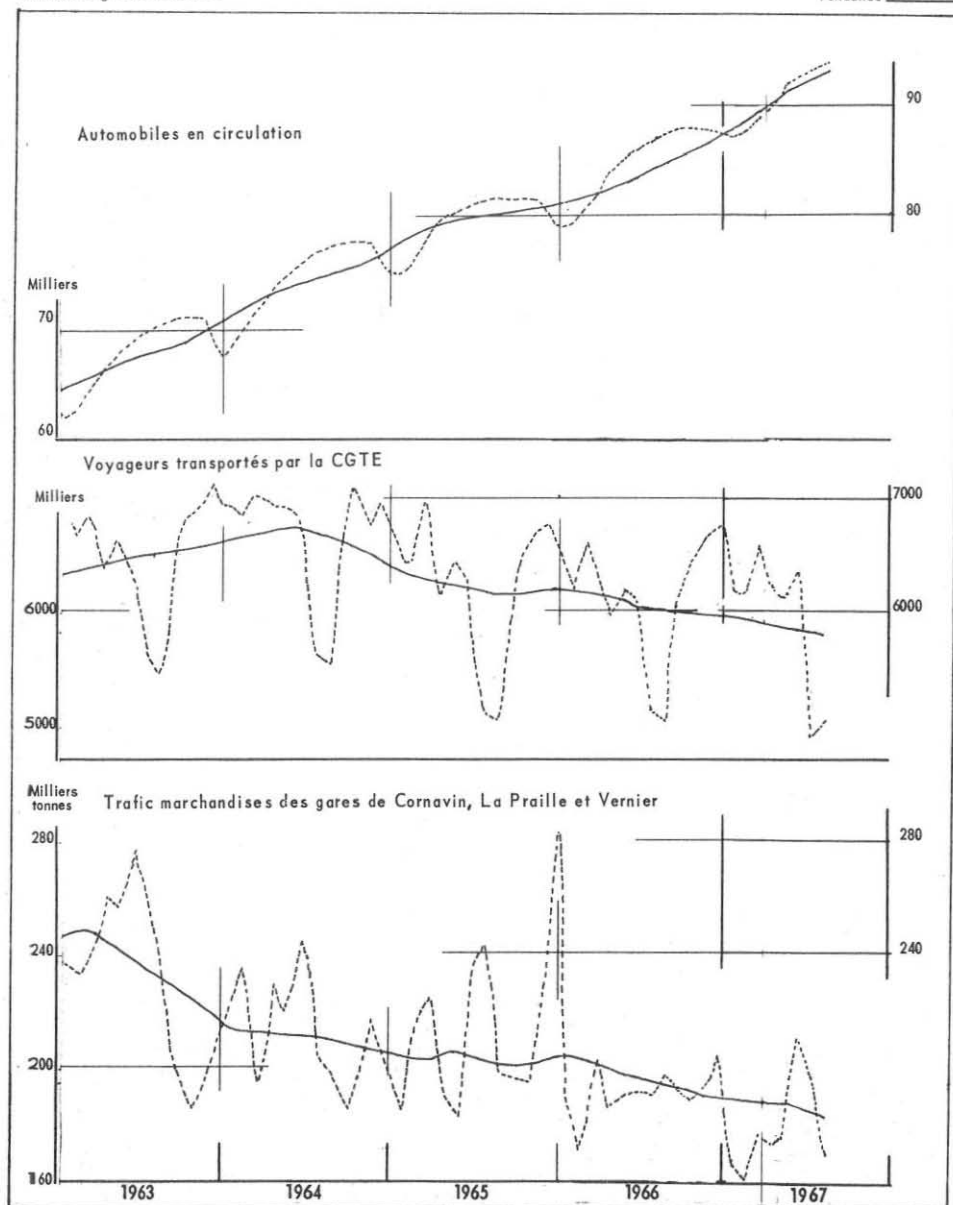 Automobiles en circulation
90
80
Milliers
70
60
Voyageurs transportés par la CGTE
Milliers
7000
6000
6000
5000
Milliers
tonnes
Trafic marchandises des gares de Cornavin, La Praille et Vernier
280
280
240
240
200
160
1963 1964 1965 1966 1967